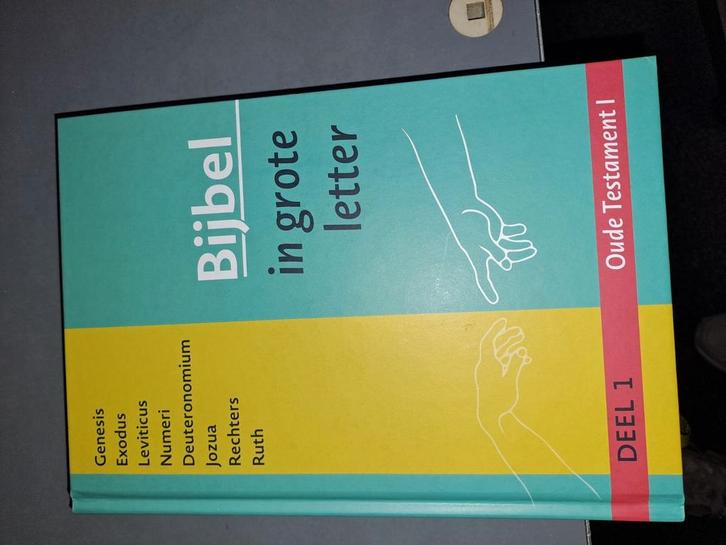 Bijbel
in grote
letter
Genesis
Exodus
Leviticus
Numeri
Deuteronomium
Jozua
Rechters
Ruth
DEEL 1
Oude Testament I